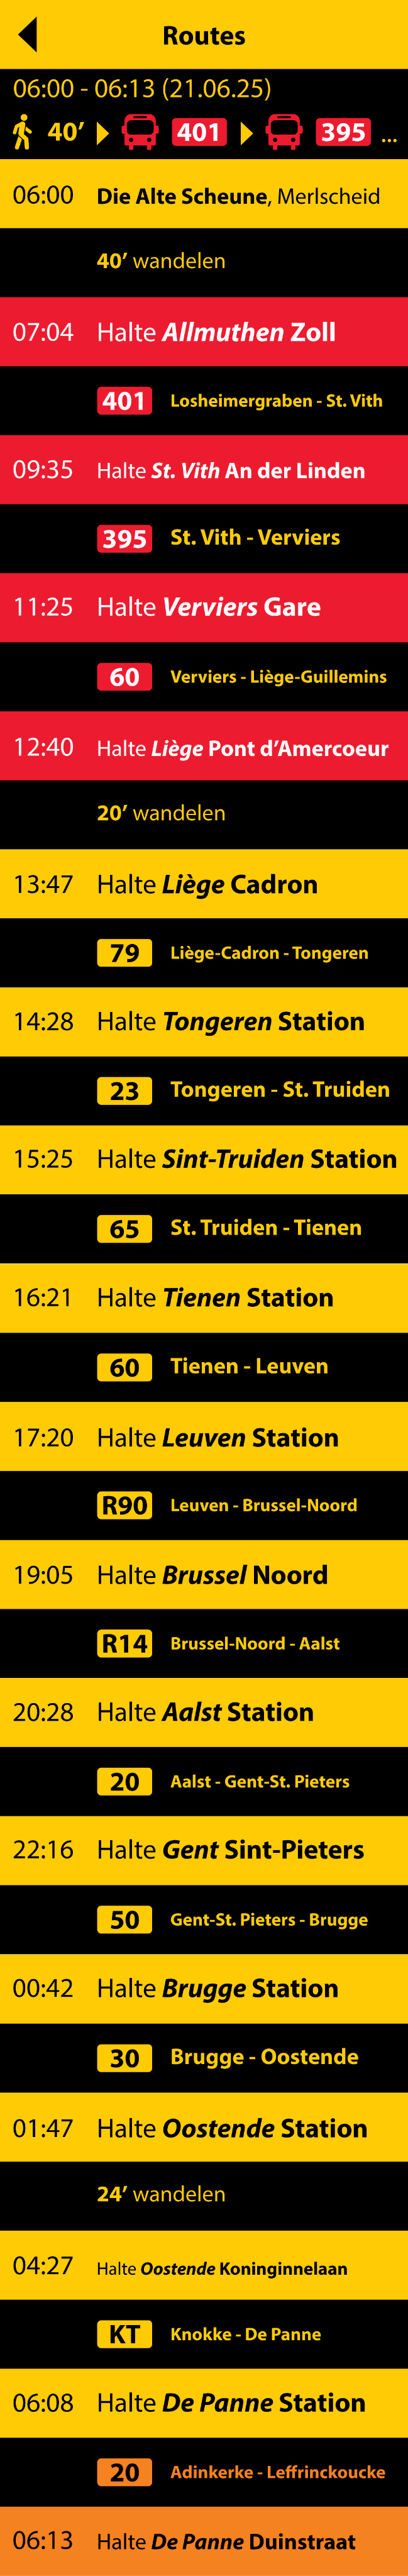 Routes
06:00 - 06:13 (21.06.25)
40’ 401 395 ...
06:00 Die Alte Scheune, Merlscheid
40’ wandelen
07:04 Halte Allmuthen Zoll
401 Losheimergraben - St. Vith
09:35 Halte St. Vith An der Linden
395 St. Vith - Verviers
11:25 Halte Verviers Gare
60 Verviers - Liège-Guillemins
12:40 Halte Liège Pont d’Amercoeur
20’ wandelen
13:47 Halte Liège Cadron
79 Liège-Cadron - Tongeren
14:28 Halte Tongeren Station
23 Tongeren - St. Truiden
15:25 Halte Sint-Truiden Station
65 St. Truiden - Tienen
16:21 Halte Tienen Station
60 Tienen - Leuven
17:20 Halte Leuven Station
R90 Leuven - Brussel-Noord
19:05 Halte Brussel Noord
R14 Brussel-Noord - Aalst
20:28 Halte Aalst Station
20 Aalst - Gent-St. Pieters
22:16 Halte Gent Sint-Pieters
50 Gent-St. Pieters - Brugge
00:42 Halte Brugge Station
30 Brugge - Oostende
01:47 Halte Oostende Station
24’ wandelen
04:27 Halte Oostende Koninginnelaan
KT Knokke - De Panne
06:08 Halte De Panne Station
20 Adinkerke - Leffrinckoucke
06:13 Halte De Panne Duinstraat